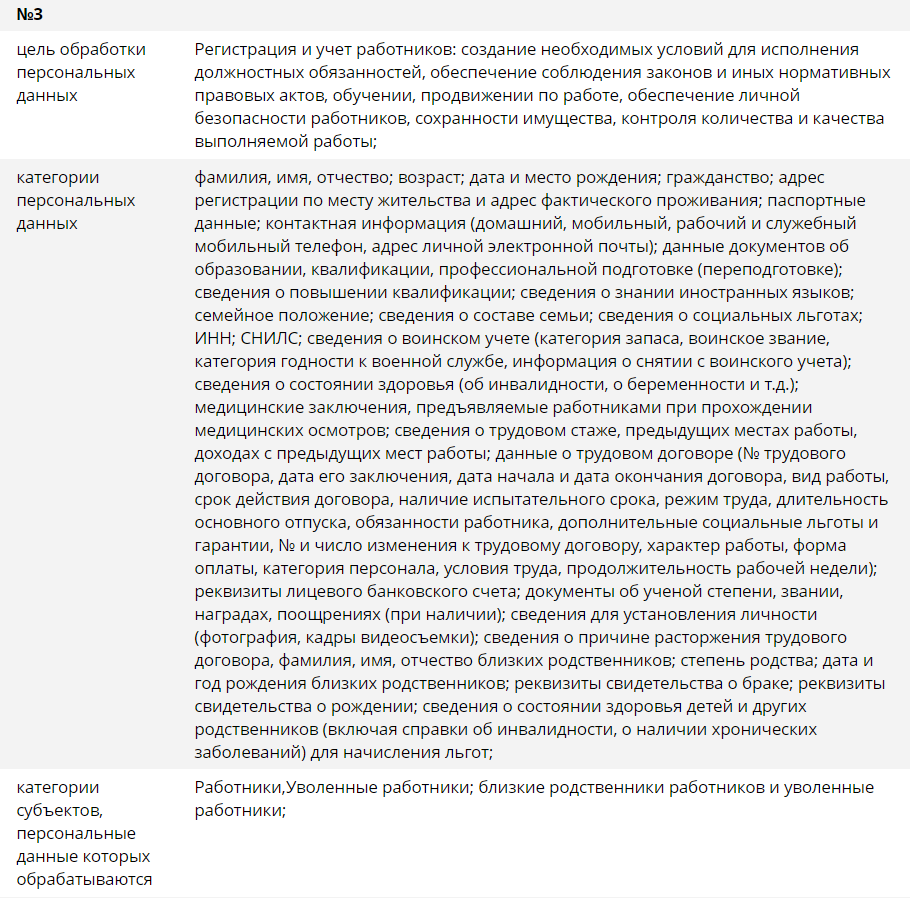 №3
цель обработки
персональных
данных
Регистрация и учет работников: создание необходимых условий для исполнения
должностных обязанностей, обеспечение соблюдения законов и иных нормативных
правовых актов, обучении, продвижении по работе, обеспечение личной
безопасности работников, сохранности имущества, контроля количества и качества
выполняемой работы;
категории
персональных
данных
фамилия, имя, отчество; возраст; дата и место рождения; гражданство; адрес
регистрации по месту жительства и адрес фактического проживания; паспортные
данные; контактная информация (домашний, мобильный, рабочий и служебный
мобильный телефон, адрес личной электронной почты); данные документов об
образовании, квалификации, профессиональной подготовке (переподготовке);
сведения о повышении квалификации; сведения о знании иностранных языков;
семейное положение; сведения о составе семьи; сведения о социальных льготах;
ИНН; СНИЛС; сведения о воинском учете (категория запаса, воинское звание,
категория годности к военной службе, информация о снятии с воинского учета);
сведения о состоянии здоровья (об инвалидности, о беременности и т.д.);
медицинские заключения, предъявляемые работниками при прохождении
медицинских осмотров; сведения о трудовом стаже, предыдущих местах работы,
доходах с предыдущих мест работы; данные о трудовом договоре (№ трудового
договора, дата его заключения, дата начала и дата окончания договора, вид работы,
срок действия договора, наличие испытательного срока, режим труда, длительность
основного отпуска, обязанности работника, дополнительные социальные льготы и
гарантии, № и число изменения к трудовому договору, характер работы, форма
оплаты, категория персонала, условия труда, продолжительность рабочей недели);
реквизиты лицевого банковского счета; документы об ученой степени, звании,
наградах, поощрениях (при наличии); сведения для установления личности
(фотография, кадры видеосъемки); сведения о причине расторжения трудового
договора, фамилия, имя, отчество близких родственников; степень родства; дата и
год рождения близких родственников; реквизиты свидетельства о браке; реквизиты
свидетельства о рождении; сведения о состоянии здоровья детей и других
родственников (включая справки об инвалидности, о наличии хронических
заболеваний) для начисления льгот;
категории
субъектов,
персональные
данные которых
обрабатываются
Работники,Уволенные работники; близкие родственники работников и уволенные
работники;